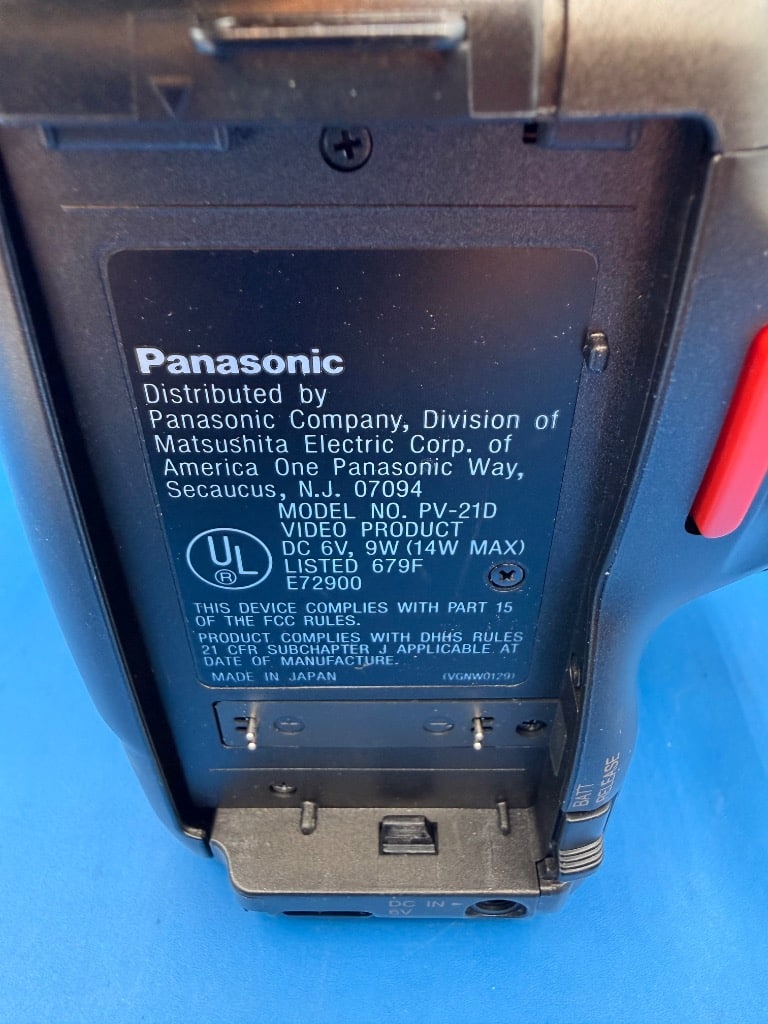 Panasonic
Distributed by
Panasonic Company, Division of
Matsushita Electric Corp. of
America One Panasonic Way,
Secaucus, N.J. 07094
MODEL NO. PV-21D
VIDEO PRODUCT
DC 6V, 9W (14W MAX)
LISTED 679F
E72900
UL
®
THIS DEVICE COMPLIES WITH PART 15
OF THE FCC RULES.
PRODUCT COMPLIES WITH DHHS RULES
21 CFR SUBCHAPTER J APPLICABLE AT
DATE OF MANUFACTURE.
MADE IN JAPAN (VGNW0129)
+ −
BATT
RELEASE
DC IN
6V